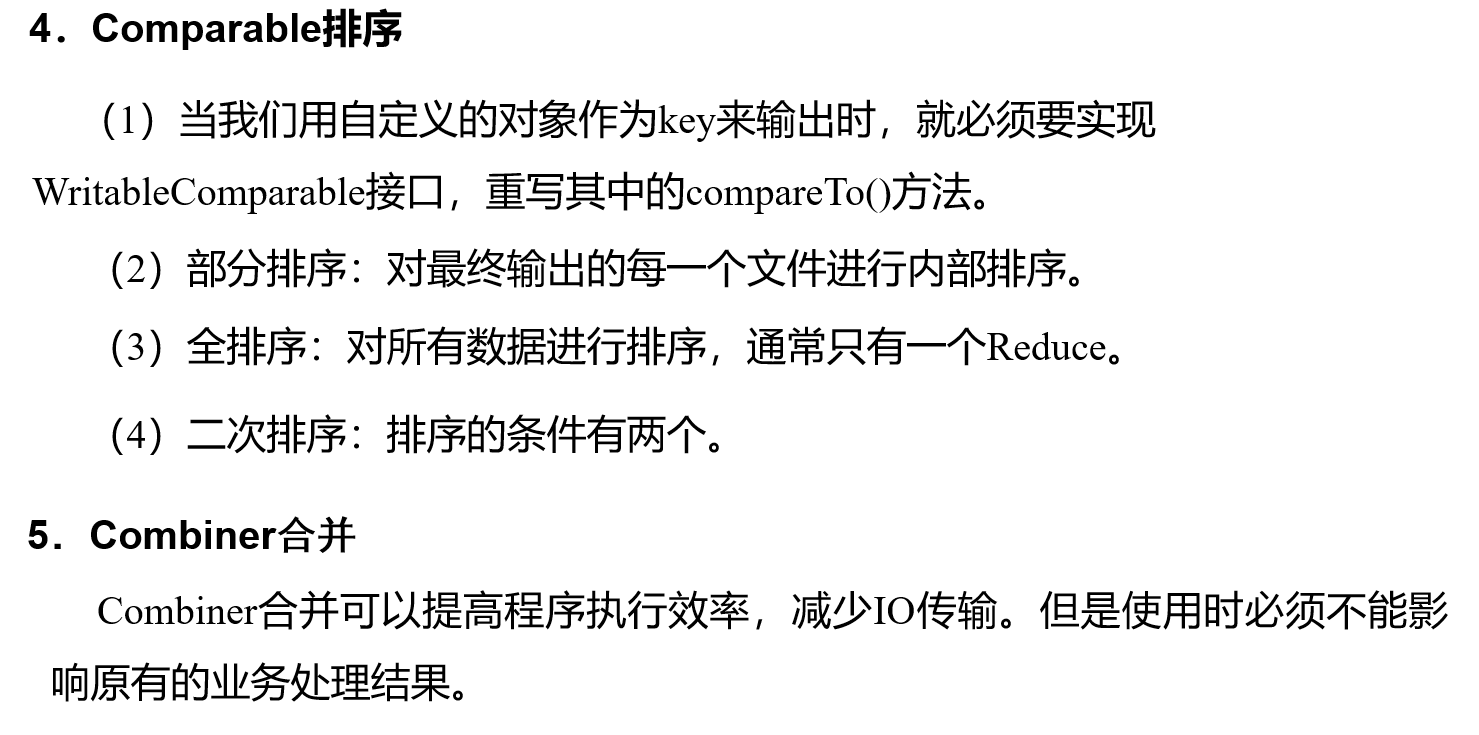 4．Comparable排序
（1）当我们用自定义的对象作为key来输出时，就必须要实现
WritableComparable接口，重写其中的compareTo()方法。
（2）部分排序：对最终输出的每一个文件进行内部排序。
（3）全排序：对所有数据进行排序，通常只有一个Reduce。
（4）二次排序：排序的条件有两个。
5．Combiner合并
Combiner合并可以提高程序执行效率，减少IO传输。但是使用时必须不能影
响原有的业务处理结果。